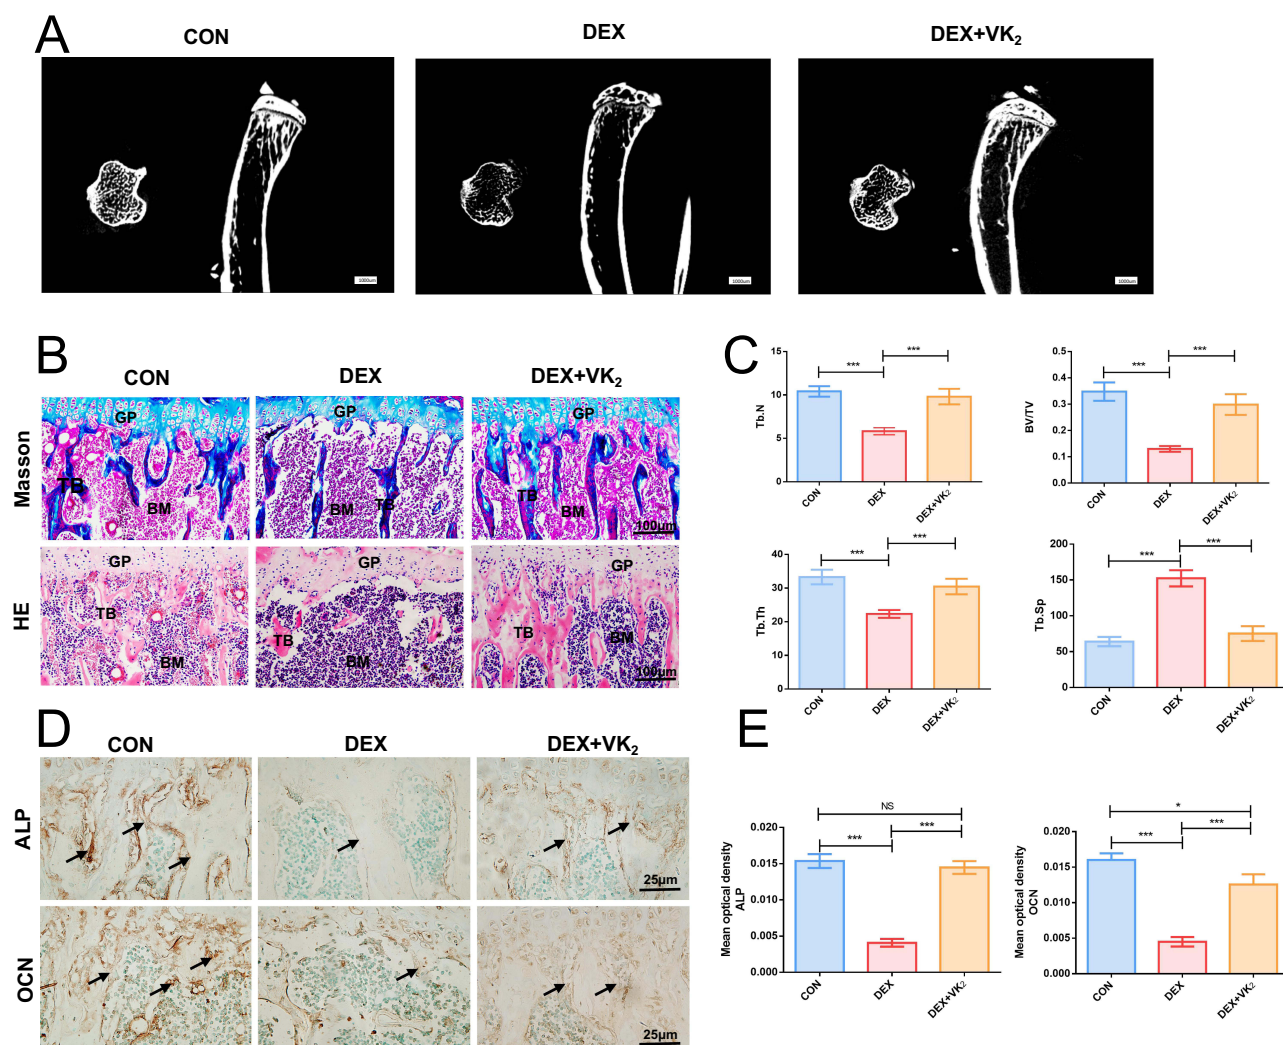 A
CON
DEX
DEX+VK₂
1000um
1000um
1000um
B
CON
DEX
DEX+VK₂
Masson
GP
TB
BM
GP
TB
BM
GP
TB
BM
100μm
HE
GP
TB
BM
GP
TB
BM
GP
TB
BM
100μm
C
Tb.N
15
10
5
0
***
***
CON
DEX
DEX+VK₂
BV/TV
0.5
0.4
0.3
0.2
0.1
0.0
***
***
CON
DEX
DEX+VK₂
Tb.Th
40
30
20
10
0
***
***
CON
DEX
DEX+VK₂
Tb.Sp
200
150
100
50
0
***
***
CON
DEX
DEX+VK₂
D
CON
DEX
DEX+VK₂
ALP
25μm
OCN
25μm
E
Mean optical density
ALP
0.020
0.015
0.010
0.005
0.000
NS
***
***
CON
DEX
DEX+VK₂
Mean optical density
OCN
0.020
0.015
0.010
0.005
0.000
*
***
***
CON
DEX
DEX+VK₂